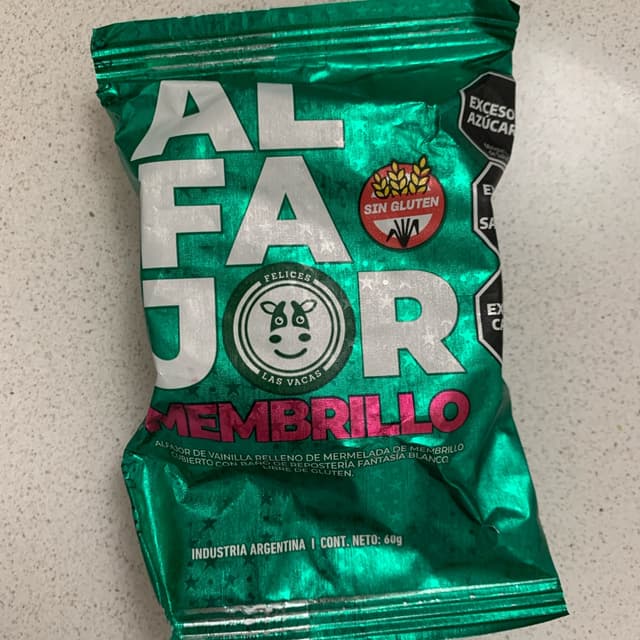 AL
FA
JOR
FELICES
LAS VACAS
SIN GLUTEN
EXCESO
AZÚCAR
MEMBRILLO
ALFAJOR DE VAINILLA RELLENO DE MERMELADA DE MEMBRILLO
CUBIERTO CON BAÑO DE REPOSTERÍA FANTASÍA BLANCO
LIBRE DE GLUTEN.
INDUSTRIA ARGENTINA | CONT. NETO: 60g